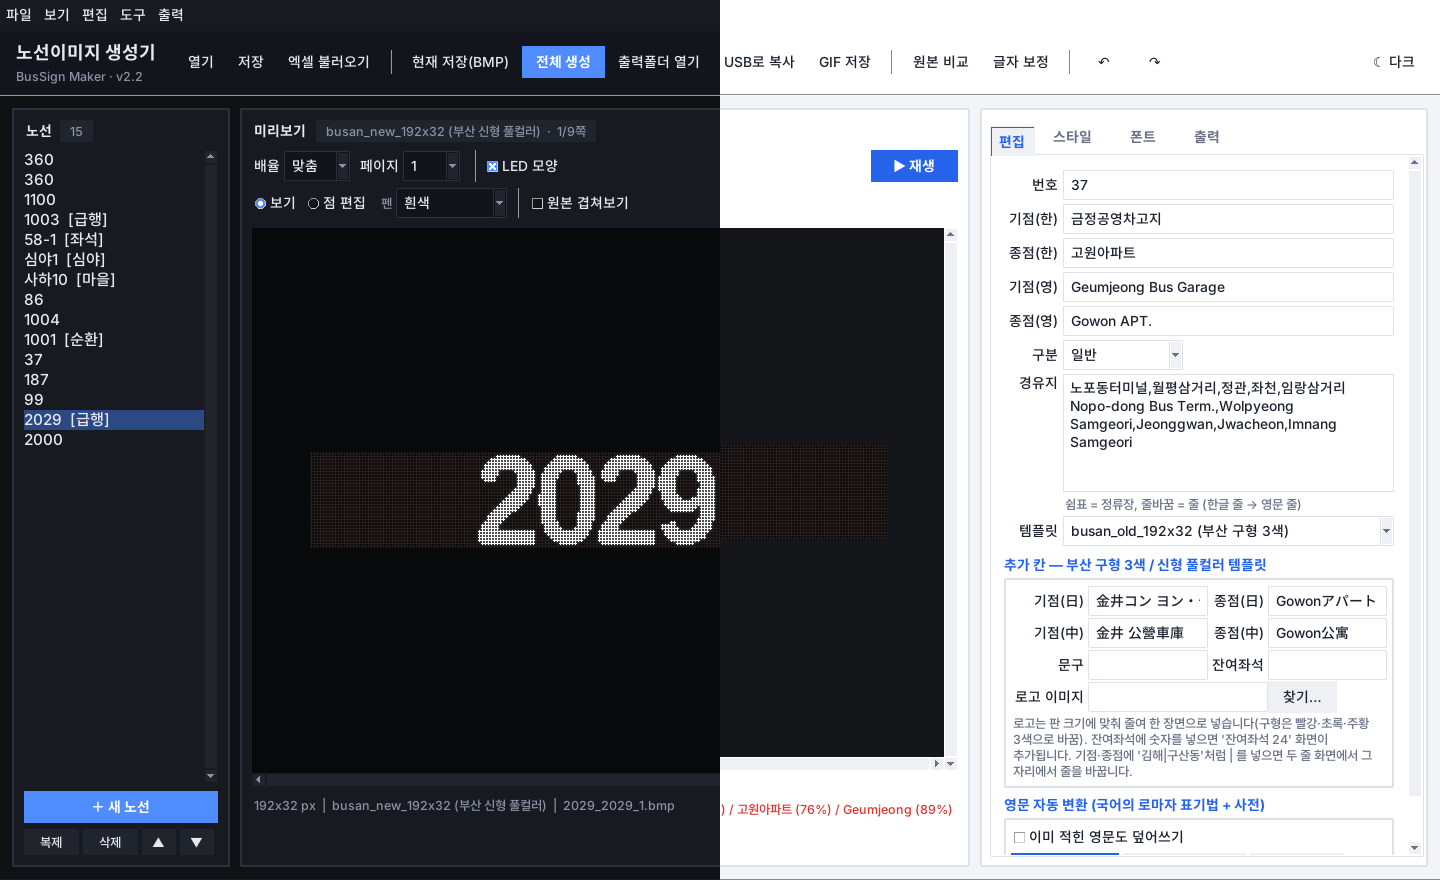 파일 보기 편집 도구 출력
노선이미지 생성기
BusSign Maker · v2.2
열기 저장 엑셀 불러오기 현재 저장(BMP) 전체 생성 출력폴더 열기 USB로 복사 GIF 저장 원본 비교 글자 보정 ↶ ↷ ☾ 다크
노선 15
360
360
1100
1003 [급행]
58-1 [좌석]
심야1 [심야]
사하10 [마을]
86
1004
1001 [순환]
37
187
99
2029 [급행]
2000
+ 새 노선
복제 삭제 ▲ ▼
미리보기 busan_new_192x32 (부산 신형 풀컬러) · 1/9쪽
배율 맞춤 페이지 1 LED 모양 ▶ 재생
보기 점 편집 펜 흰색 원본 겹쳐보기
2029
192x32 px | busan_new_192x32 (부산 신형 풀컬러) | 2029_2029_1.bmp
) / 고원아파트 (76%) / Geumjeong (89%)
편집 스타일 폰트 출력
번호 37
기점(한) 금정공영차고지
종점(한) 고원아파트
기점(영) Geumjeong Bus Garage
종점(영) Gowon APT.
구분 일반
경유지 노포동터미널,월평삼거리,정관,좌천,임랑삼거리
Nopo-dong Bus Term.,Wolpyeong
Samgeori,Jeonggwan,Jwacheon,Imnang
Samgeori
쉼표 = 정류장, 줄바꿈 = 줄 (한글 줄 → 영문 줄)
템플릿 busan_old_192x32 (부산 구형 3색)
추가 칸 — 부산 구형 3색 / 신형 풀컬러 템플릿
기점(日) 金井コン ヨン・ 종점(日) Gowonアパート
기점(中) 金井 公營車庫 종점(中) Gowon公寓
문구 잔여좌석
로고 이미지 찾기...
로고는 판 크기에 맞춰 줄여 한 장면으로 넣습니다(구형은 빨강·초록·주황
3색으로 바꿈). 잔여좌석에 숫자를 넣으면 '잔여좌석 24' 화면이
추가됩니다. 기점·종점에 '김해|구산동'처럼 | 를 넣으면 두 줄 화면에서 그
자리에서 줄을 바꿉니다.
영문 자동 변환 (국어의 로마자 표기법 + 사전)
이미 적힌 영문도 덮어쓰기